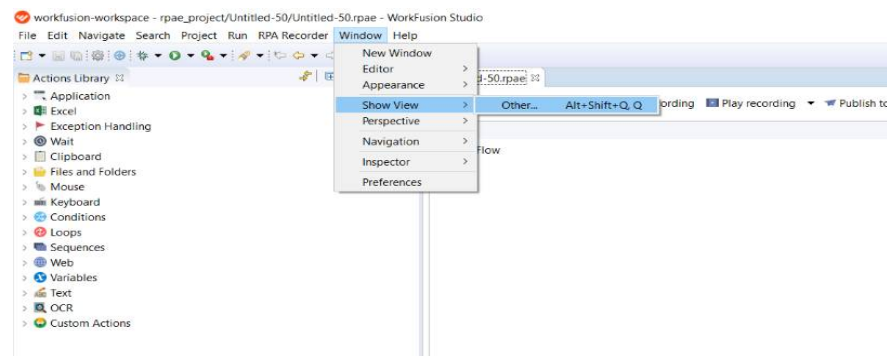 workfusion-workspace - rpae_project/Untitled-50/Untitled-50.rpae - WorkFusion Studio
File Edit Navigate Search Project Run RPA Recorder Window Help
New Window
Editor
Appearance
Show View
Perspective
Navigation
Inspector
Preferences
Other... Alt+Shift+Q, Q
d-50.rpae
ording Play recording Publish to
Flow
Actions Library
Application
Excel
Exception Handling
Wait
Clipboard
Files and Folders
Mouse
Keyboard
Conditions
Loops
Sequences
Web
Variables
Text
OCR
Custom Actions